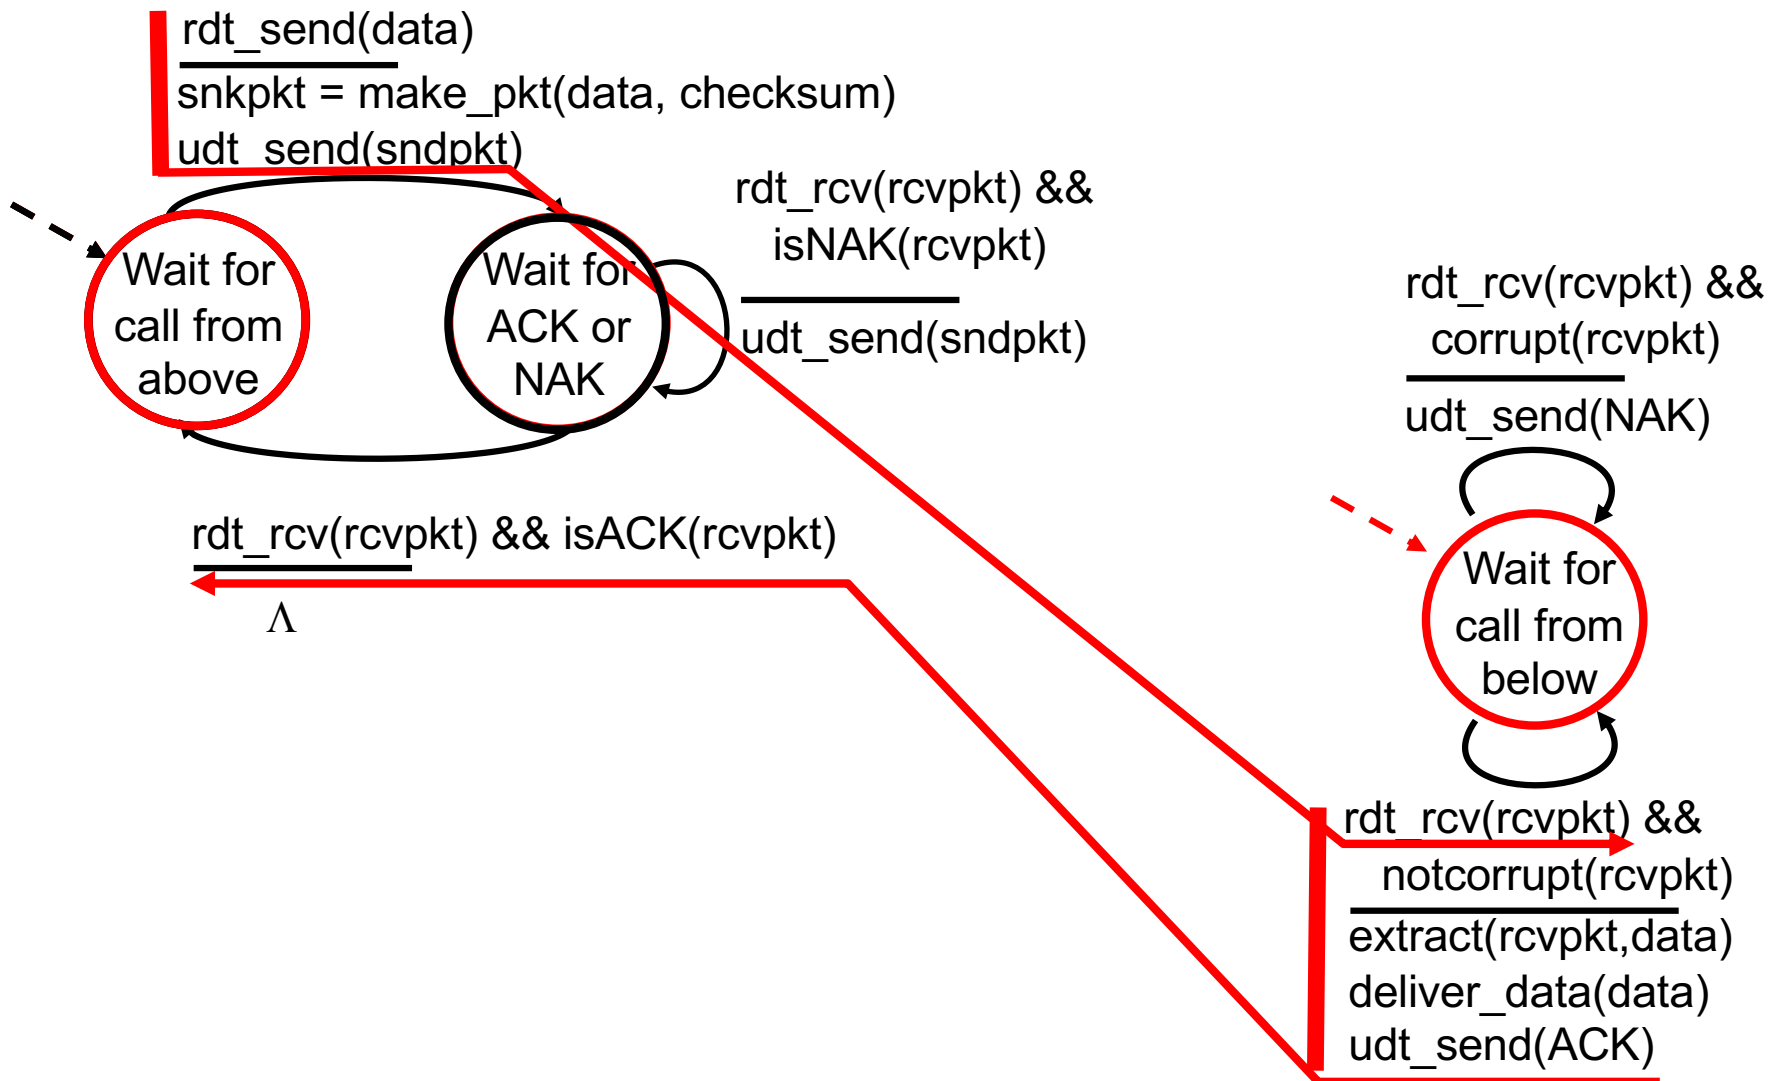 rdt_send(data)
snkpkt = make_pkt(data, checksum)
udt_send(sndpkt)
rdt_rcv(rcvpkt) &&
isNAK(rcvpkt)
udt_send(sndpkt)
Wait for
call from
above
Wait for
ACK or
NAK
rdt_rcv(rcvpkt) && isACK(rcvpkt)
Λ
rdt_rcv(rcvpkt) &&
corrupt(rcvpkt)
udt_send(NAK)
Wait for
call from
below
rdt_rcv(rcvpkt) &&
notcorrupt(rcvpkt)
extract(rcvpkt,data)
deliver_data(data)
udt_send(ACK)